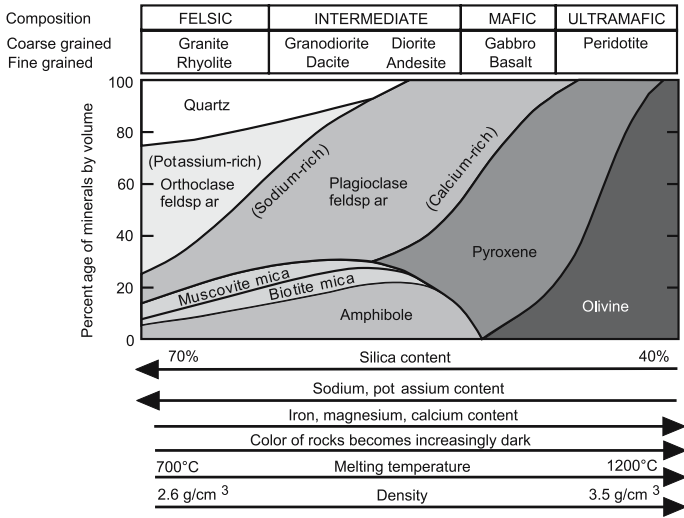 Composition FELSIC INTERMEDIATE MAFIC ULTRAMAFIC
Coarse grained Granite Granodiorite Diorite Gabbro Peridotite
Fine grained Rhyolite Dacite Andesite Basalt
Percent age of minerals by volume
100
80
60
40
20
0
Quartz
(Potassium-rich)
Orthoclase
feldsp ar
(Sodium-rich)
Plagioclase
feldsp ar
(Calcium-rich)
Pyroxene
Muscovite mica
Biotite mica
Amphibole
Olivine
70% Silica content 40%
Sodium, pot assium content
Iron, magnesium, calcium content
Color of rocks becomes increasingly dark
700°C Melting temperature 1200°C
2.6 g/cm 3 Density 3.5 g/cm 3